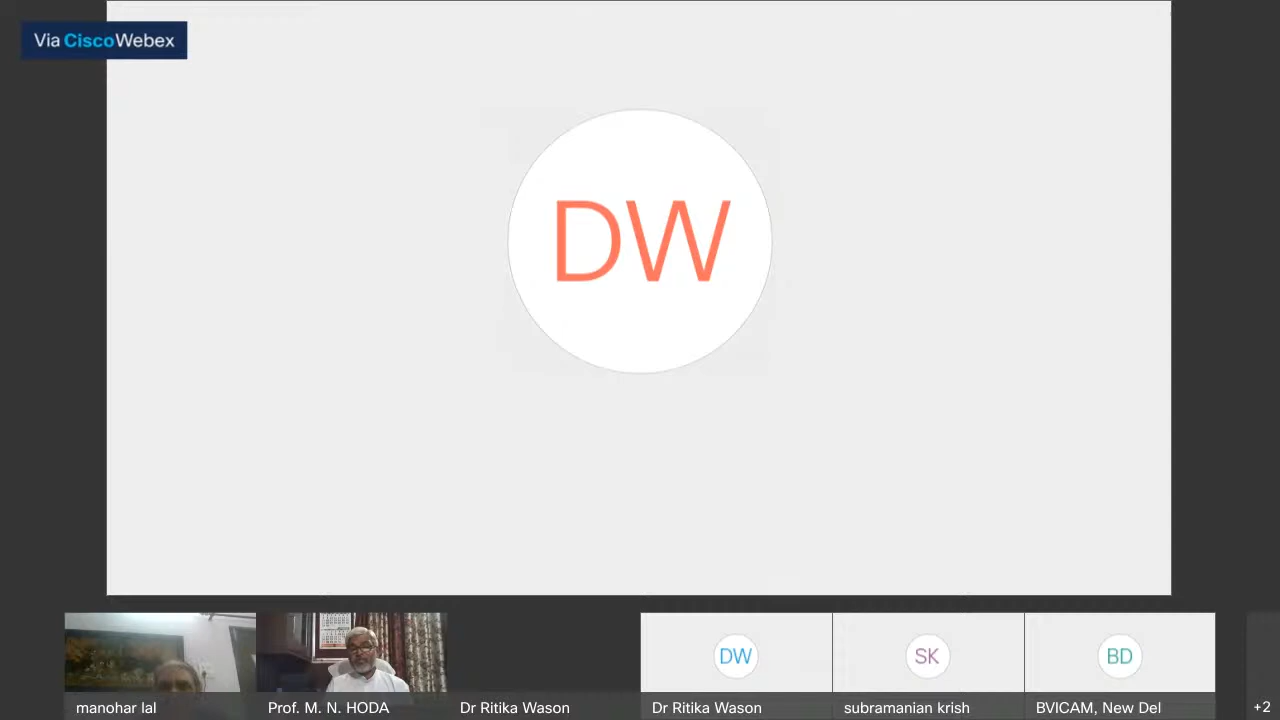 Via CiscoWebex
DW
DW
SK
BD
manohar lal
Prof. M. N. HODA
Dr Ritika Wason
Dr Ritika Wason
subramanian krish
BVICAM, New Del
+2